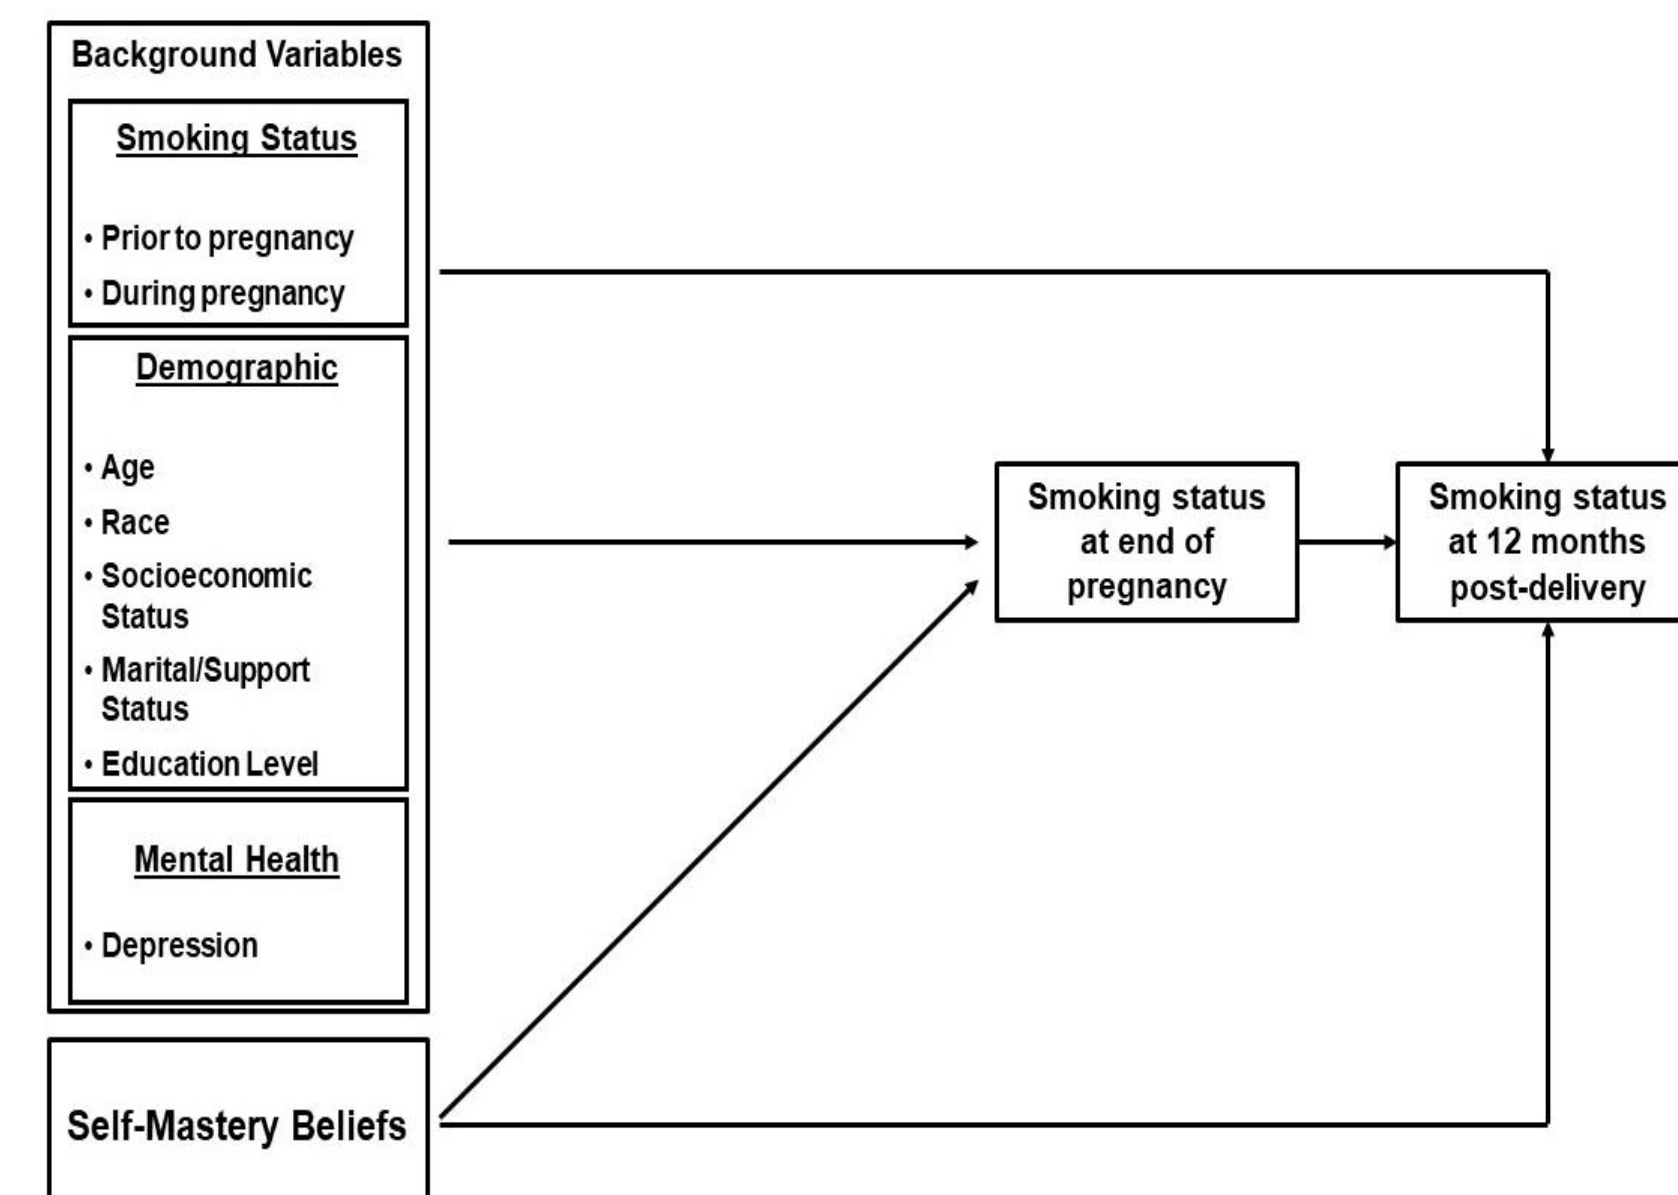 Background Variables
Smoking Status
• Prior to pregnancy
• During pregnancy
Demographic
• Age
• Race
• Socioeconomic
Status
• Marital/Support
Status
• Education Level
Mental Health
• Depression
Self-Mastery Beliefs
Smoking status
at end of
pregnancy
Smoking status
at 12 months
post-delivery